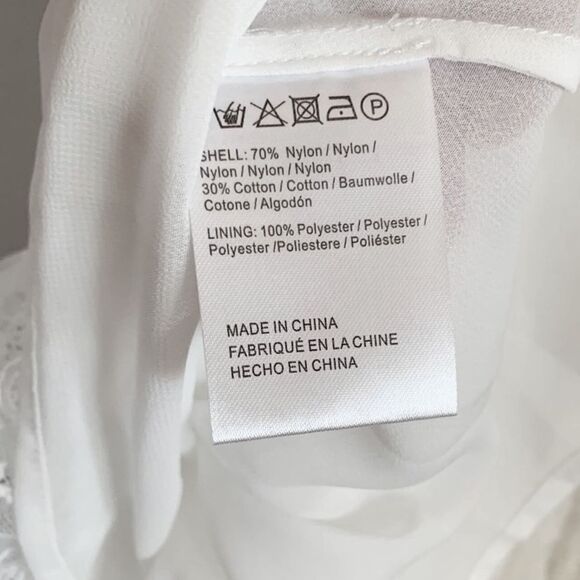 P
SHELL: 70% Nylon / Nylon /
Nylon / Nylon / Nylon
30% Cotton / Cotton / Baumwolle /
Cotone / Algodón
LINING: 100% Polyester / Polyester /
Polyester /Poliestere / Poliéster
MADE IN CHINA
FABRIQUÉ EN LA CHINE
HECHO EN CHINA